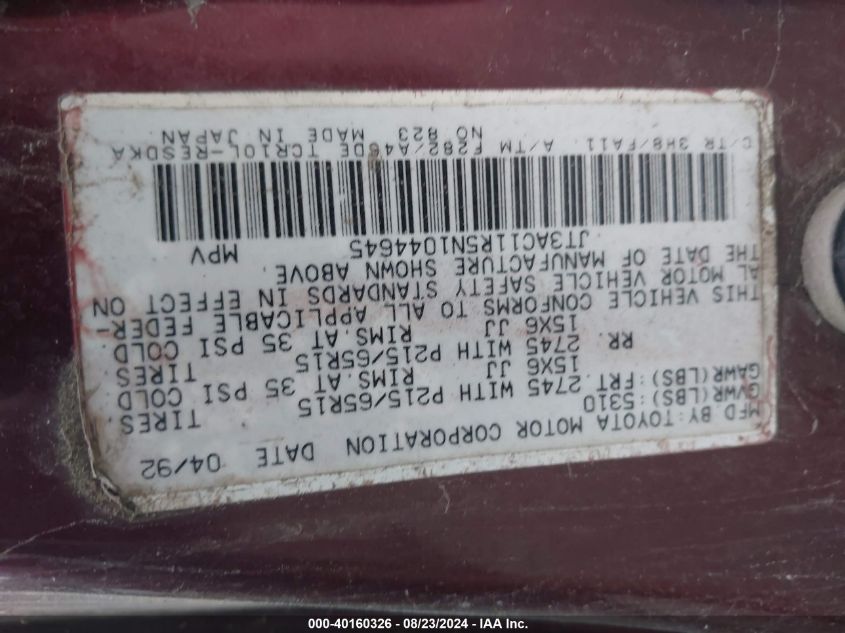 MFD BY:TOYOTA MOTOR CORPORATION DATE 04/92
GVWR(LBS):5310
GAWR(LBS):FRT. 2745 WITH P215/65R15 TIRES
15X6 JJ RIMS.AT 35 PSI COLD
RR. 2745 WITH P215/65R15 TIRES
15X6 JJ RIMS.AT 35 PSI COLD.
THIS VEHICLE CONFORMS TO ALL APPLICABLE FEDER-
AL MOTOR VEHICLE SAFETY STANDARDS IN EFFECT ON
THE DATE OF MANUFACTURE SHOWN ABOVE.
JT3AC11R5N1044645 MPV
C/TR 3H8/FA11 A/TM F282/A46DE TCR10L-RESDKA
NO 823 MADE IN JAPAN.
000-40160326 - 08/23/2024 - IAA Inc.